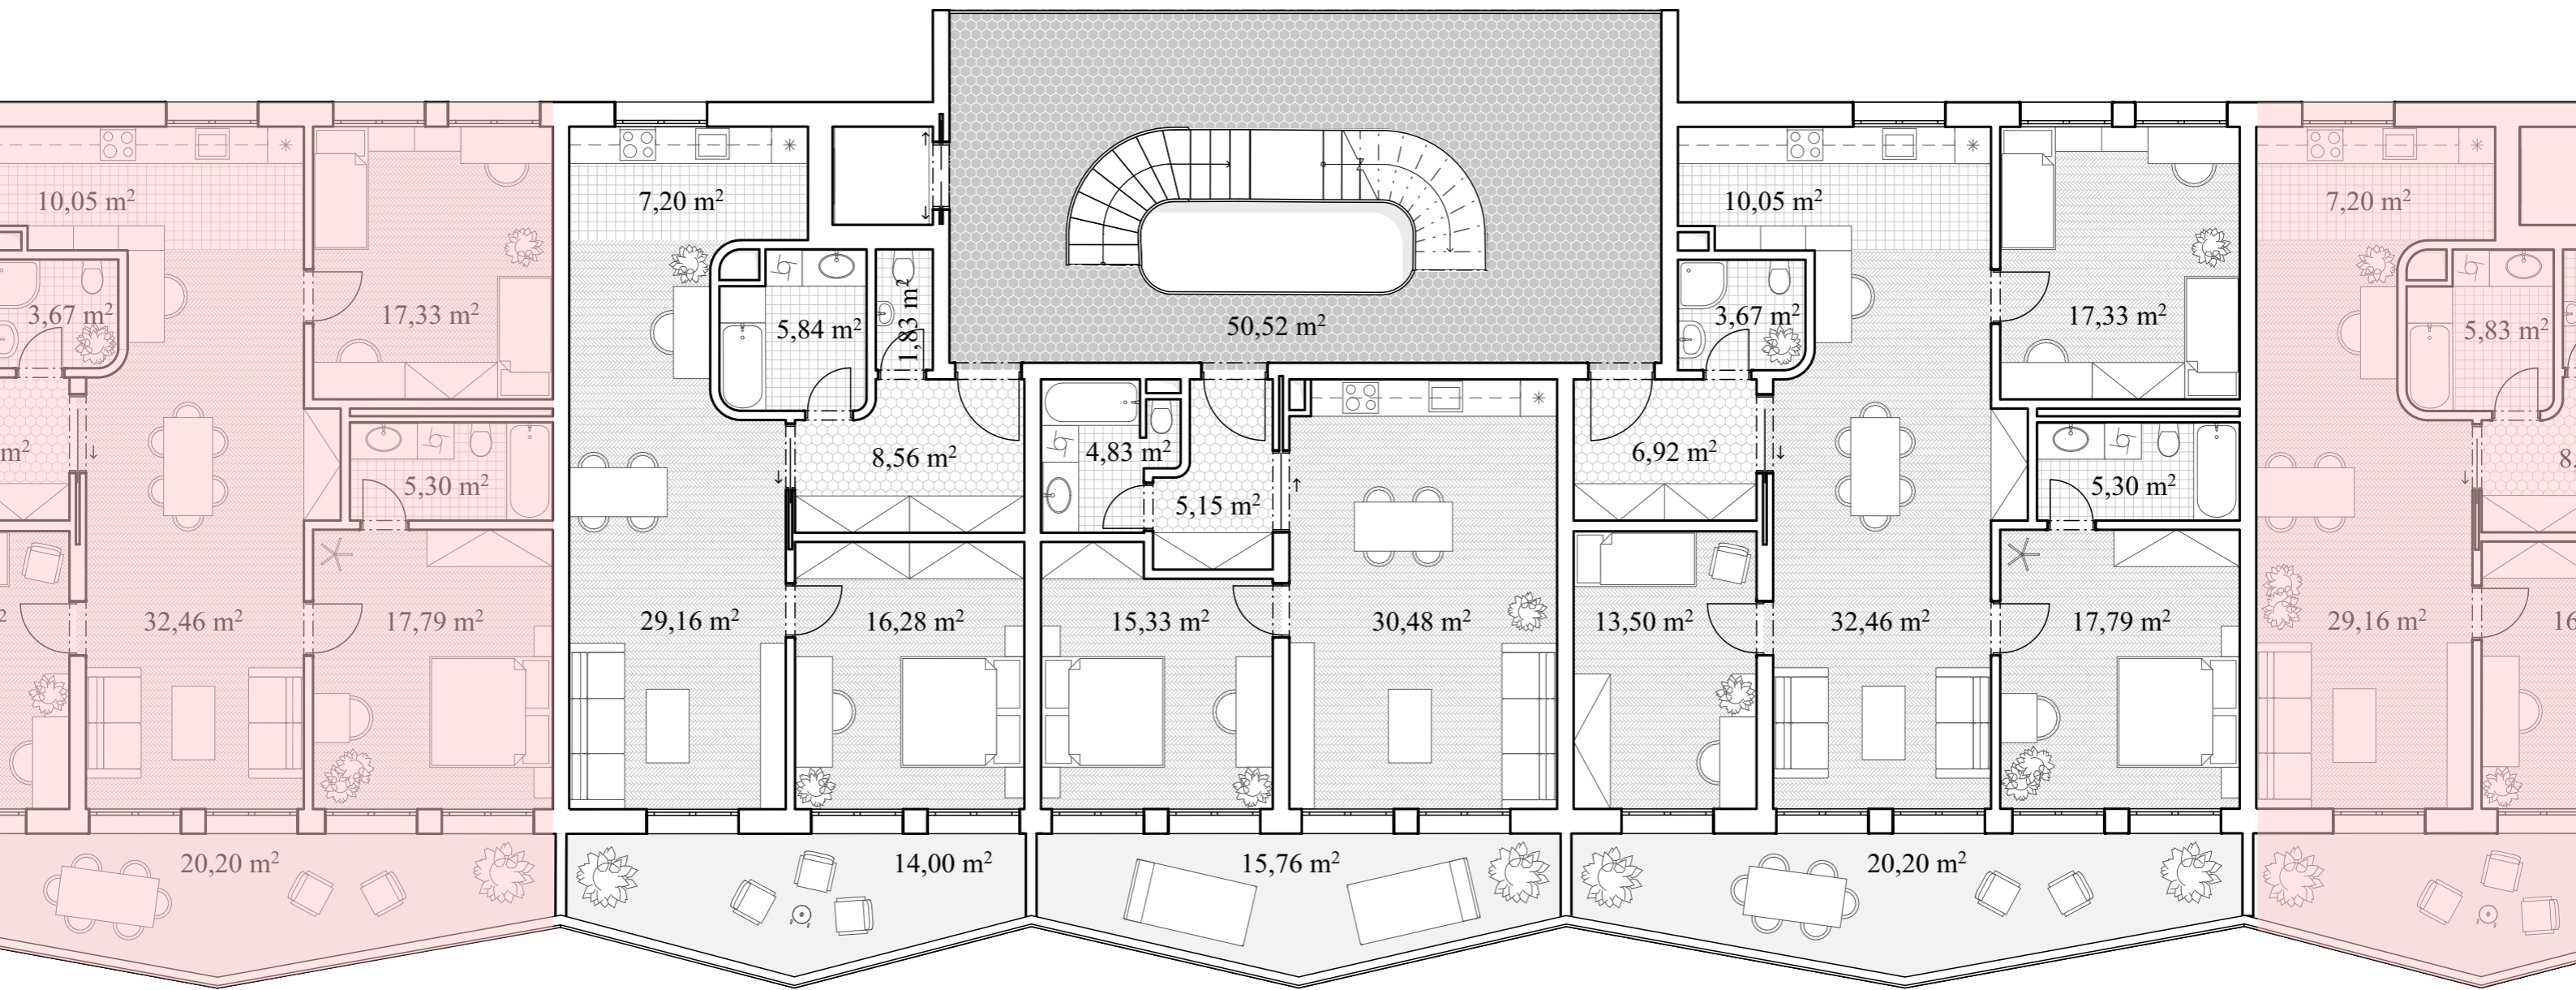 10,05 m²
7,20 m²
10,05 m²
7,20 m²
3,67 m²
17,33 m²
5,84 m²
1,83 m²
50,52 m²
3,67 m²
17,33 m²
5,83 m²
m²
5,30 m²
8,56 m²
4,83 m²
5,15 m²
6,92 m²
5,30 m²
8,
2
32,46 m²
17,79 m²
29,16 m²
16,28 m²
15,33 m²
30,48 m²
13,50 m²
32,46 m²
17,79 m²
29,16 m²
16
20,20 m²
14,00 m²
15,76 m²
20,20 m²